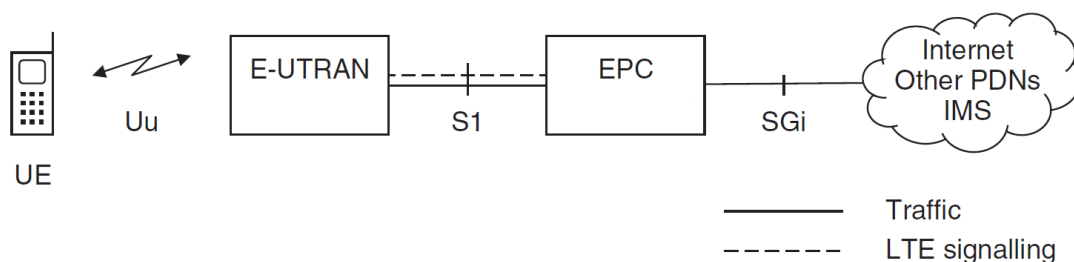 E-UTRAN
EPC
Internet
Other PDNs
IMS
Uu
S1
SGi
UE
Traffic
LTE signalling